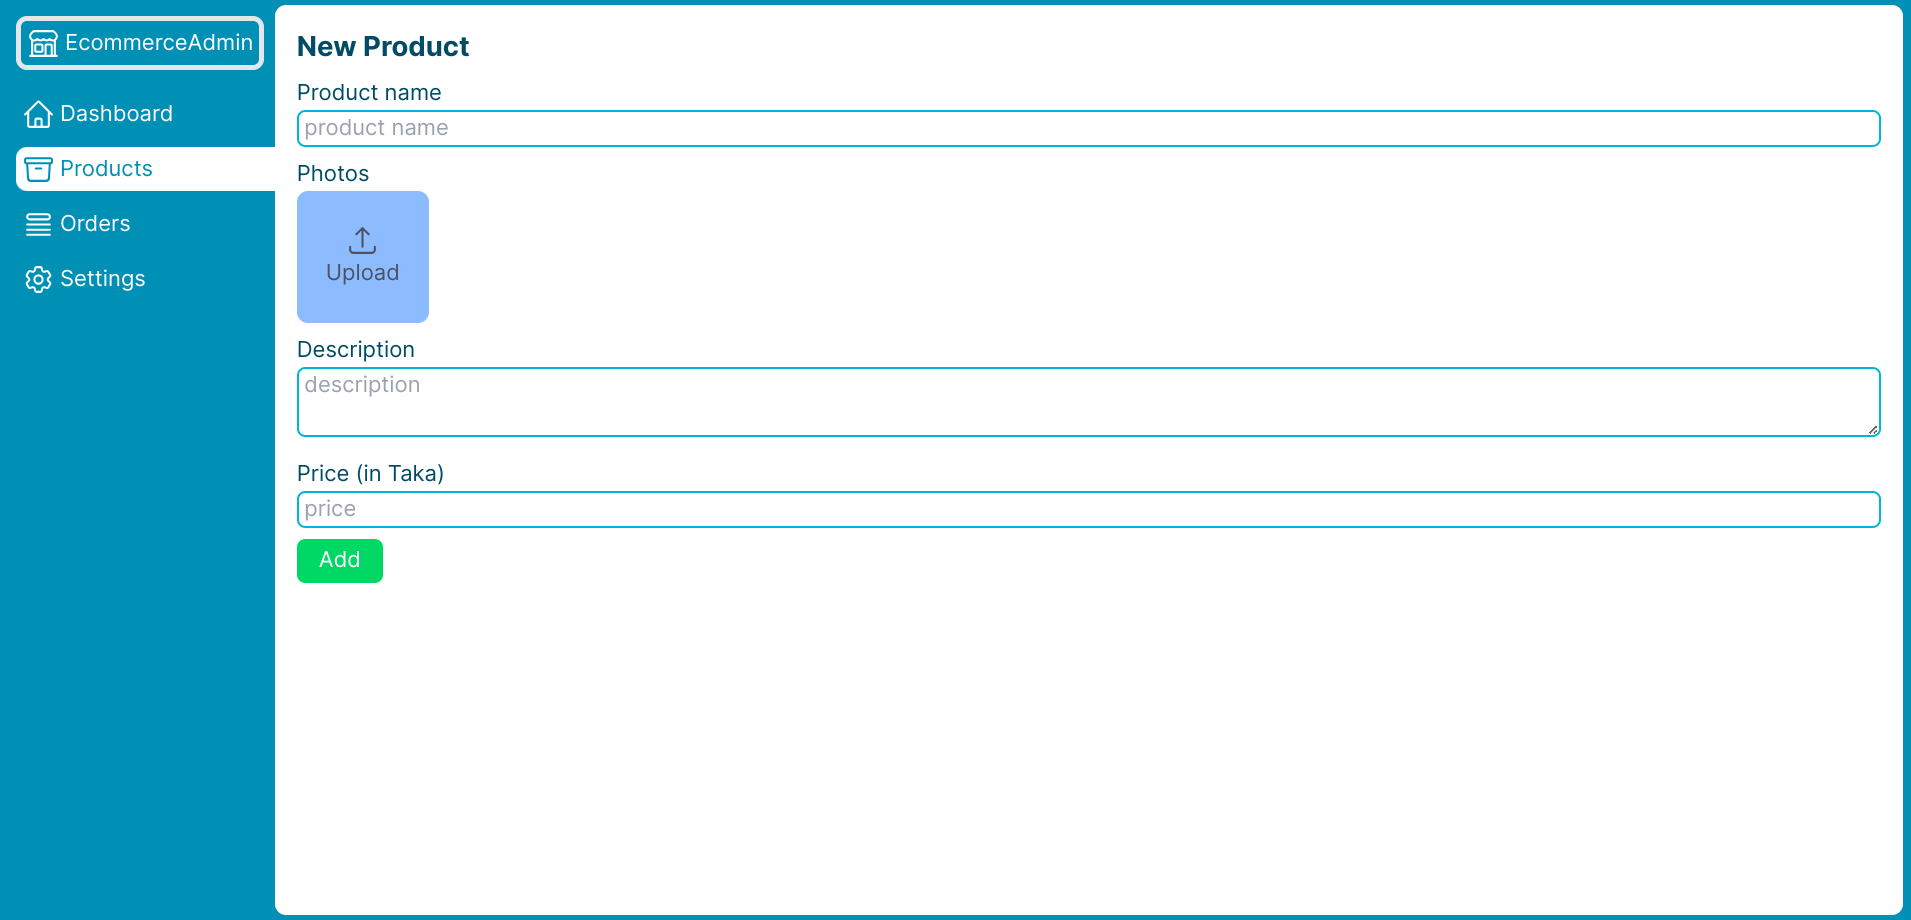 EcommerceAdmin
Dashboard
Products
Orders
Settings
New Product
Product name
product name
Photos
Upload
Description
description
Price (in Taka)
price
Add